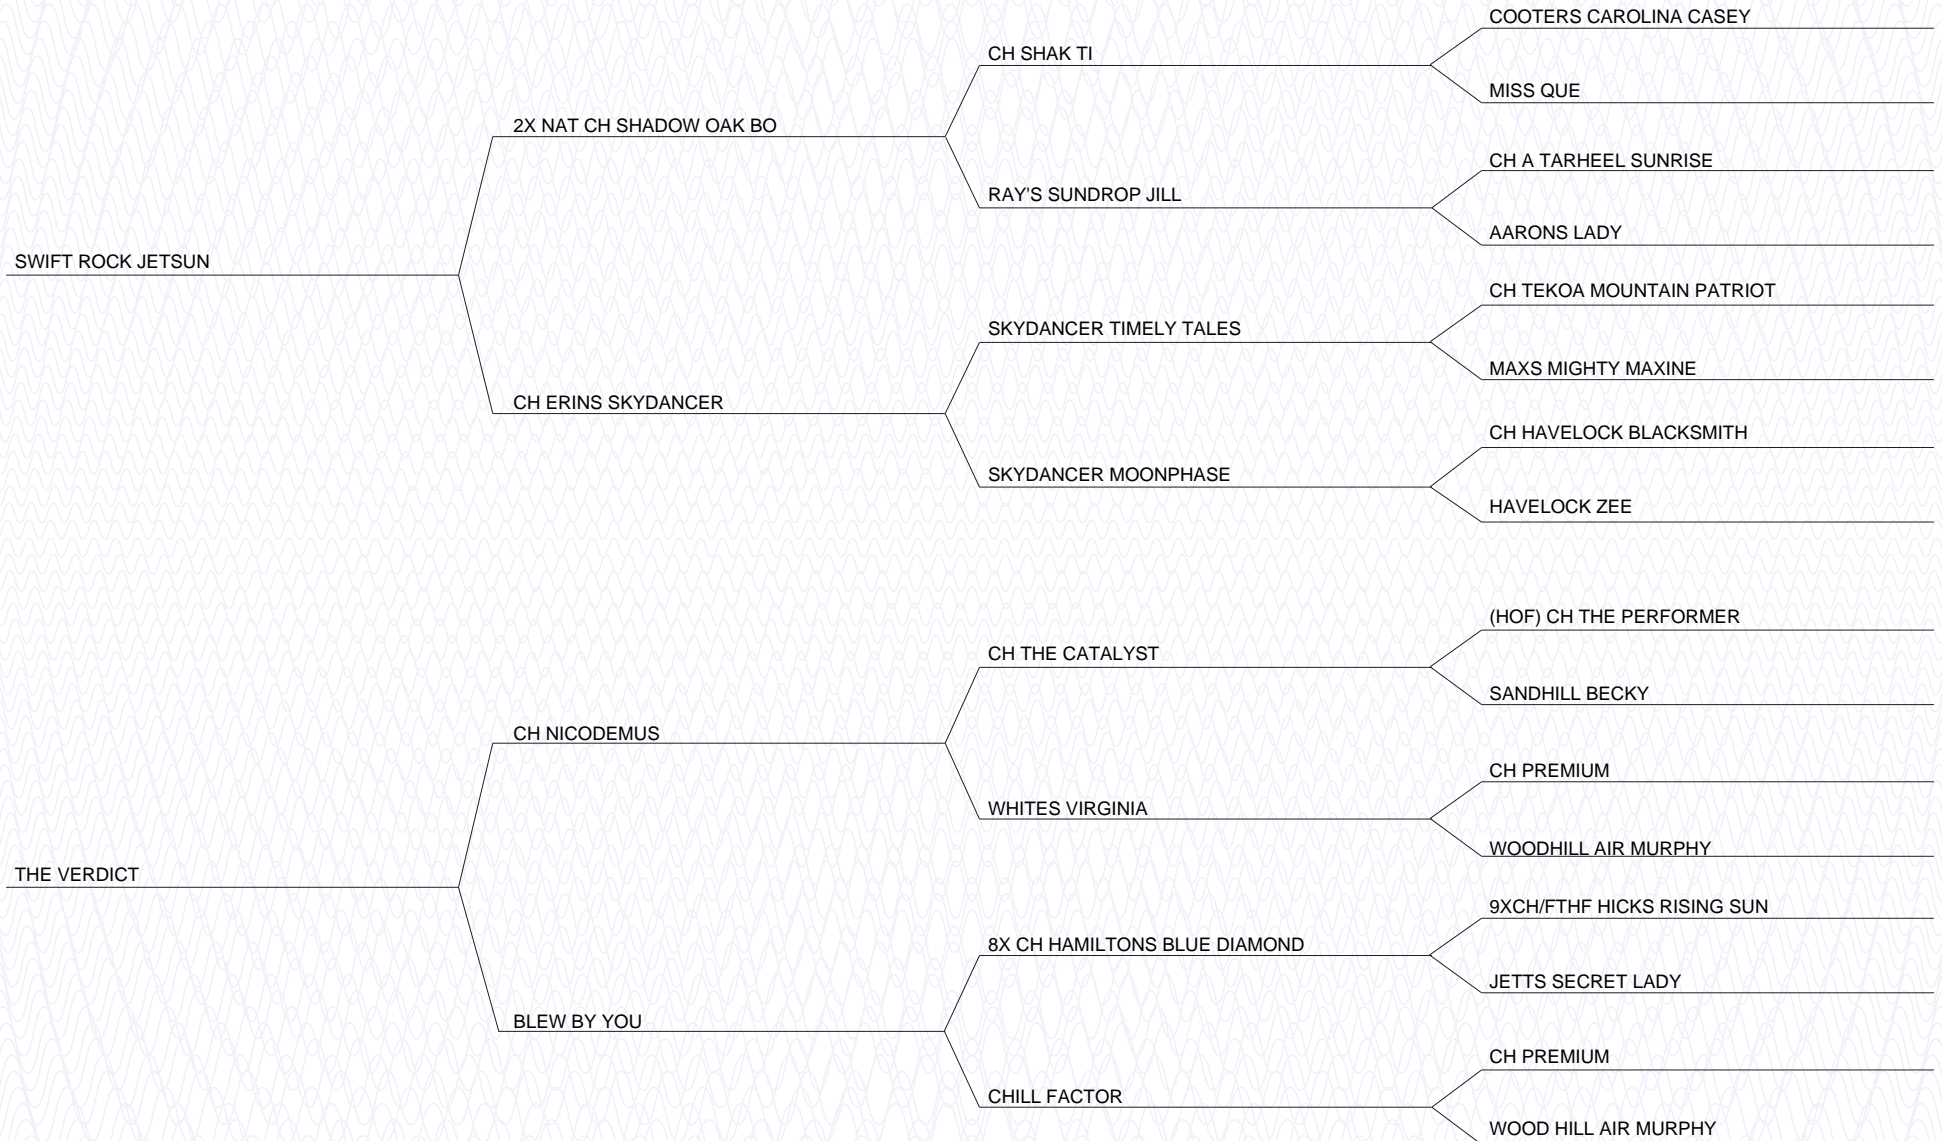 COOTERS CAROLINA CASEY
CH SHAK TI
MISS QUE
2X NAT CH SHADOW OAK BO
CH A TARHEEL SUNRISE
RAY'S SUNDROP JILL
AARONS LADY
SWIFT ROCK JETSUN
CH TEKOA MOUNTAIN PATRIOT
SKYDANCER TIMELY TALES
MAXS MIGHTY MAXINE
CH ERINS SKYDANCER
CH HAVELOCK BLACKSMITH
SKYDANCER MOONPHASE
HAVELOCK ZEE
(HOF) CH THE PERFORMER
CH THE CATALYST
SANDHILL BECKY
CH NICODEMUS
CH PREMIUM
WHITES VIRGINIA
WOODHILL AIR MURPHY
THE VERDICT
9XCH/FTHF HICKS RISING SUN
8X CH HAMILTONS BLUE DIAMOND
JETTS SECRET LADY
BLEW BY YOU
CH PREMIUM
CHILL FACTOR
WOOD HILL AIR MURPHY